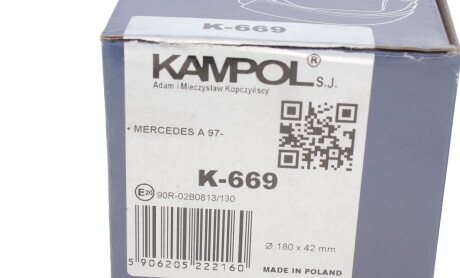 K-669
KAMPOL® S.J.
Adam i Mieczysław Kopczyńscy
• MERCEDES A 97-
K-669
E20 90R-02B0813/130
5 906205 222160
Ø 180 x 42 mm
MADE IN POLAND